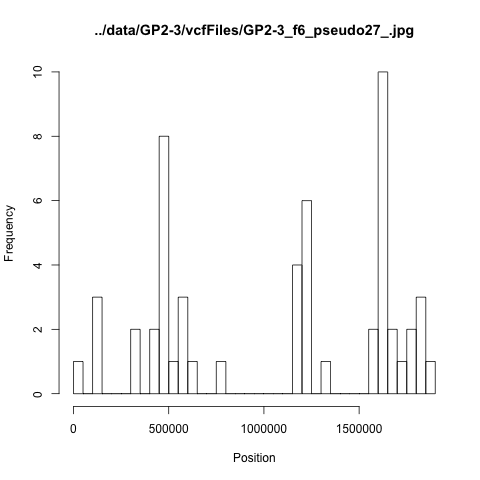 ../data/GP2-3/vcfFiles/GP2-3_f6_pseudo27_.jpg
Frequency
10
8
6
4
2
0
0 500000 1000000 1500000
Position